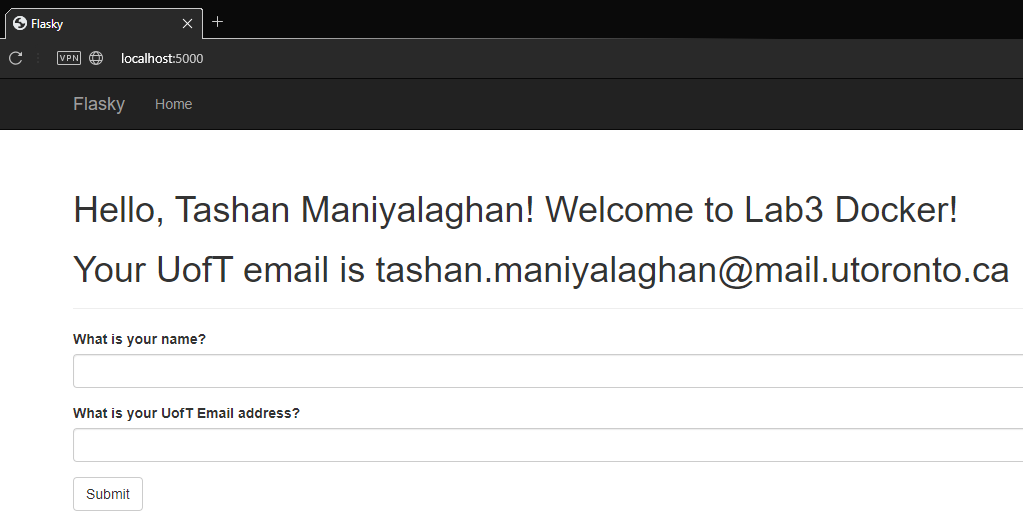 Flasky
VPN localhost:5000
Flasky Home
Hello, Tashan Maniyalaghan! Welcome to Lab3 Docker!
Your UofT email is tashan.maniyalaghan@mail.utoronto.ca
What is your name?
What is your UofT Email address?
Submit